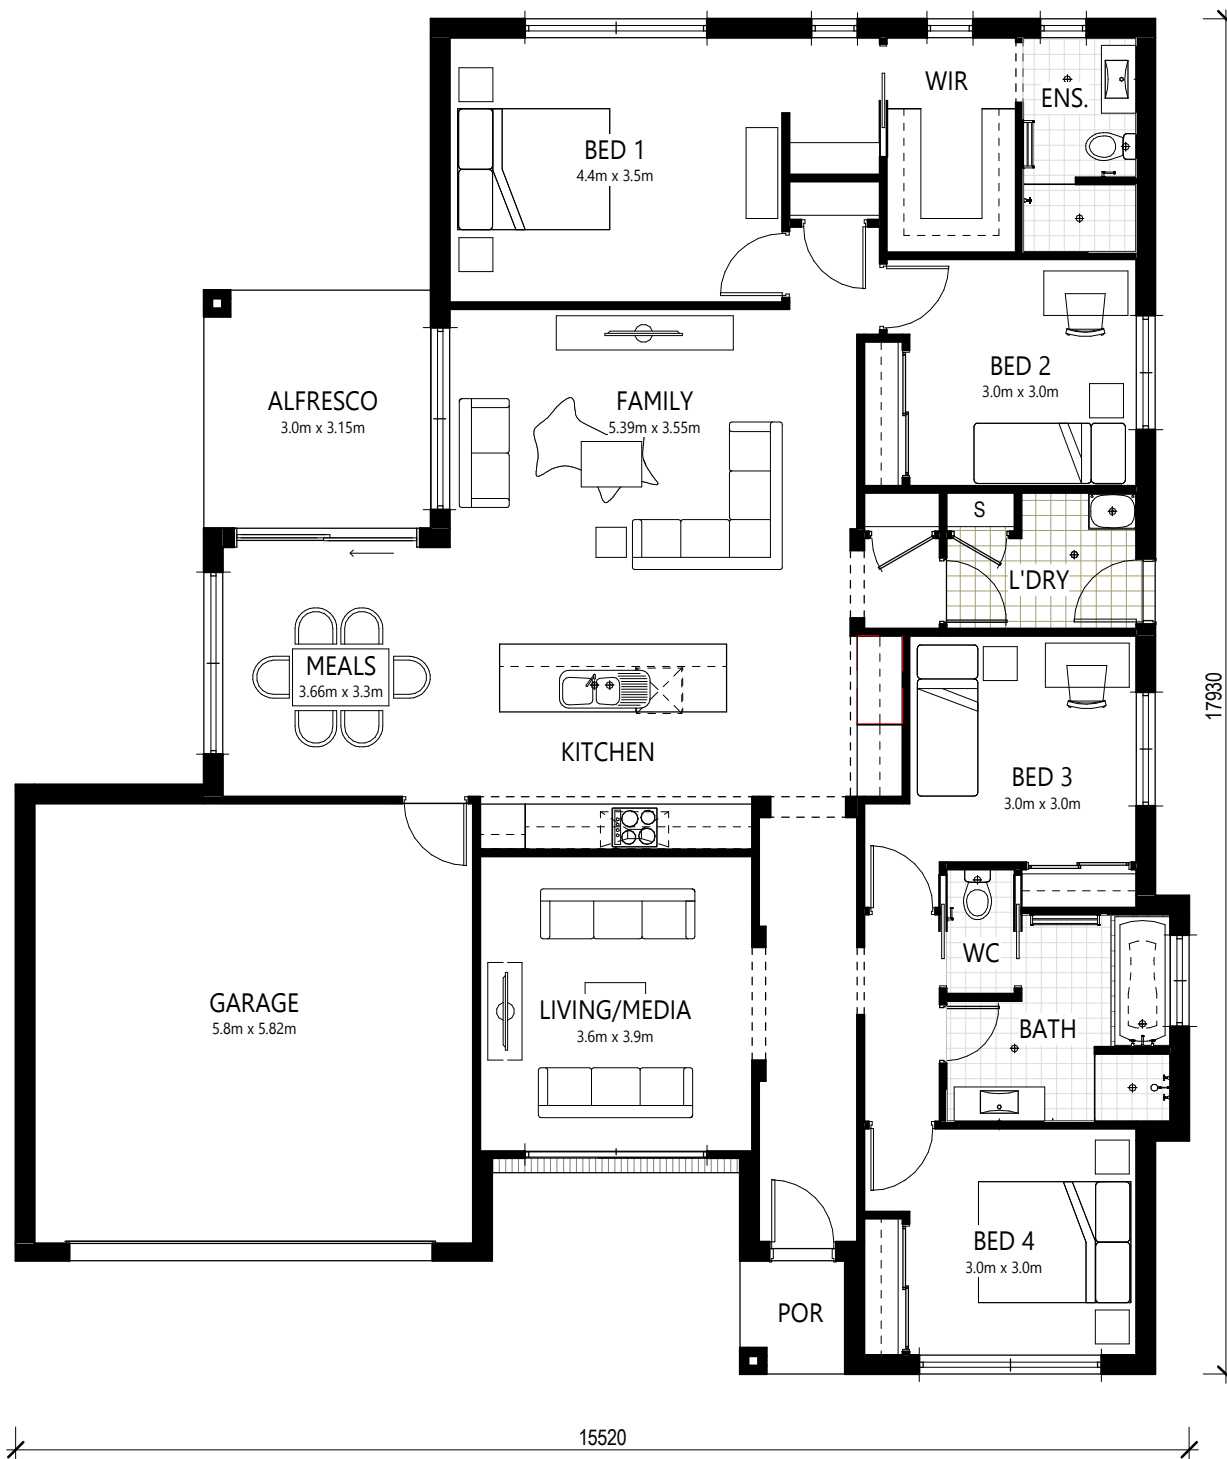 WIR
ENS.
BED 1
4.4m x 3.5m
BED 2
3.0m x 3.0m
ALFRESCO
3.0m x 3.15m
FAMILY
5.39m x 3.55m
S
L'DRY
MEALS
3.66m x 3.3m
17930
KITCHEN
BED 3
3.0m x 3.0m
WC
GARAGE
5.8m x 5.82m
LIVING/MEDIA
3.6m x 3.9m
BATH
BED 4
3.0m x 3.0m
POR
15520